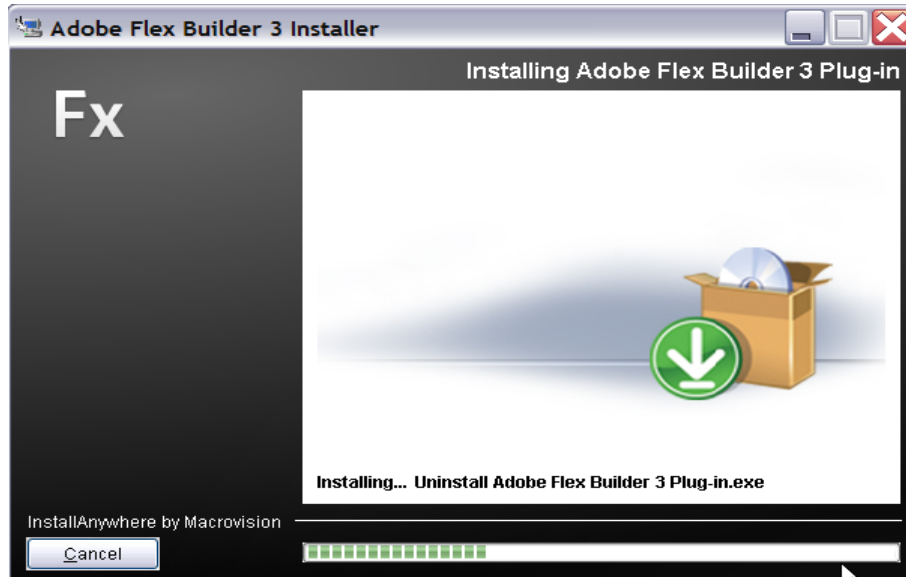 Adobe Flex Builder 3 Installer
Installing Adobe Flex Builder 3 Plug-in
Fx
Installing... Uninstall Adobe Flex Builder 3 Plug-in.exe
InstallAnywhere by Macrovision
Cancel